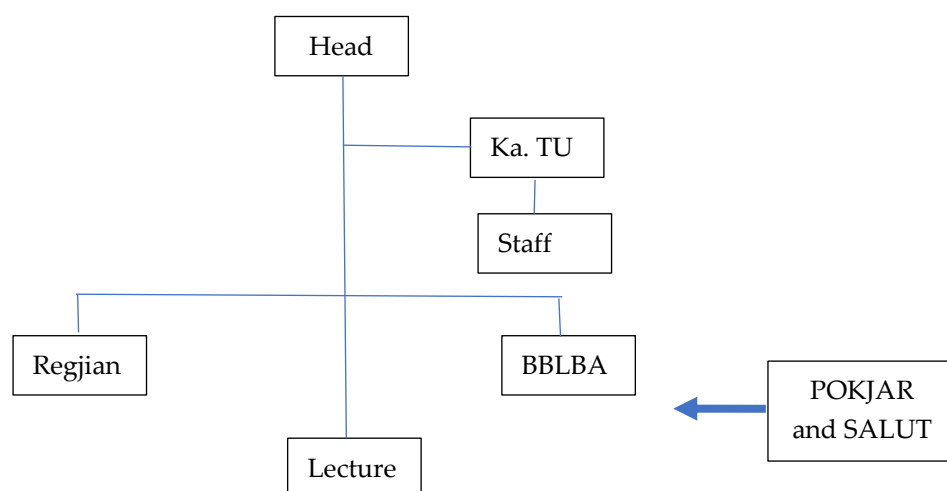 Head
Ka. TU
Staff
Regjian
BBLBA
POKJAR
and SALUT
Lecture